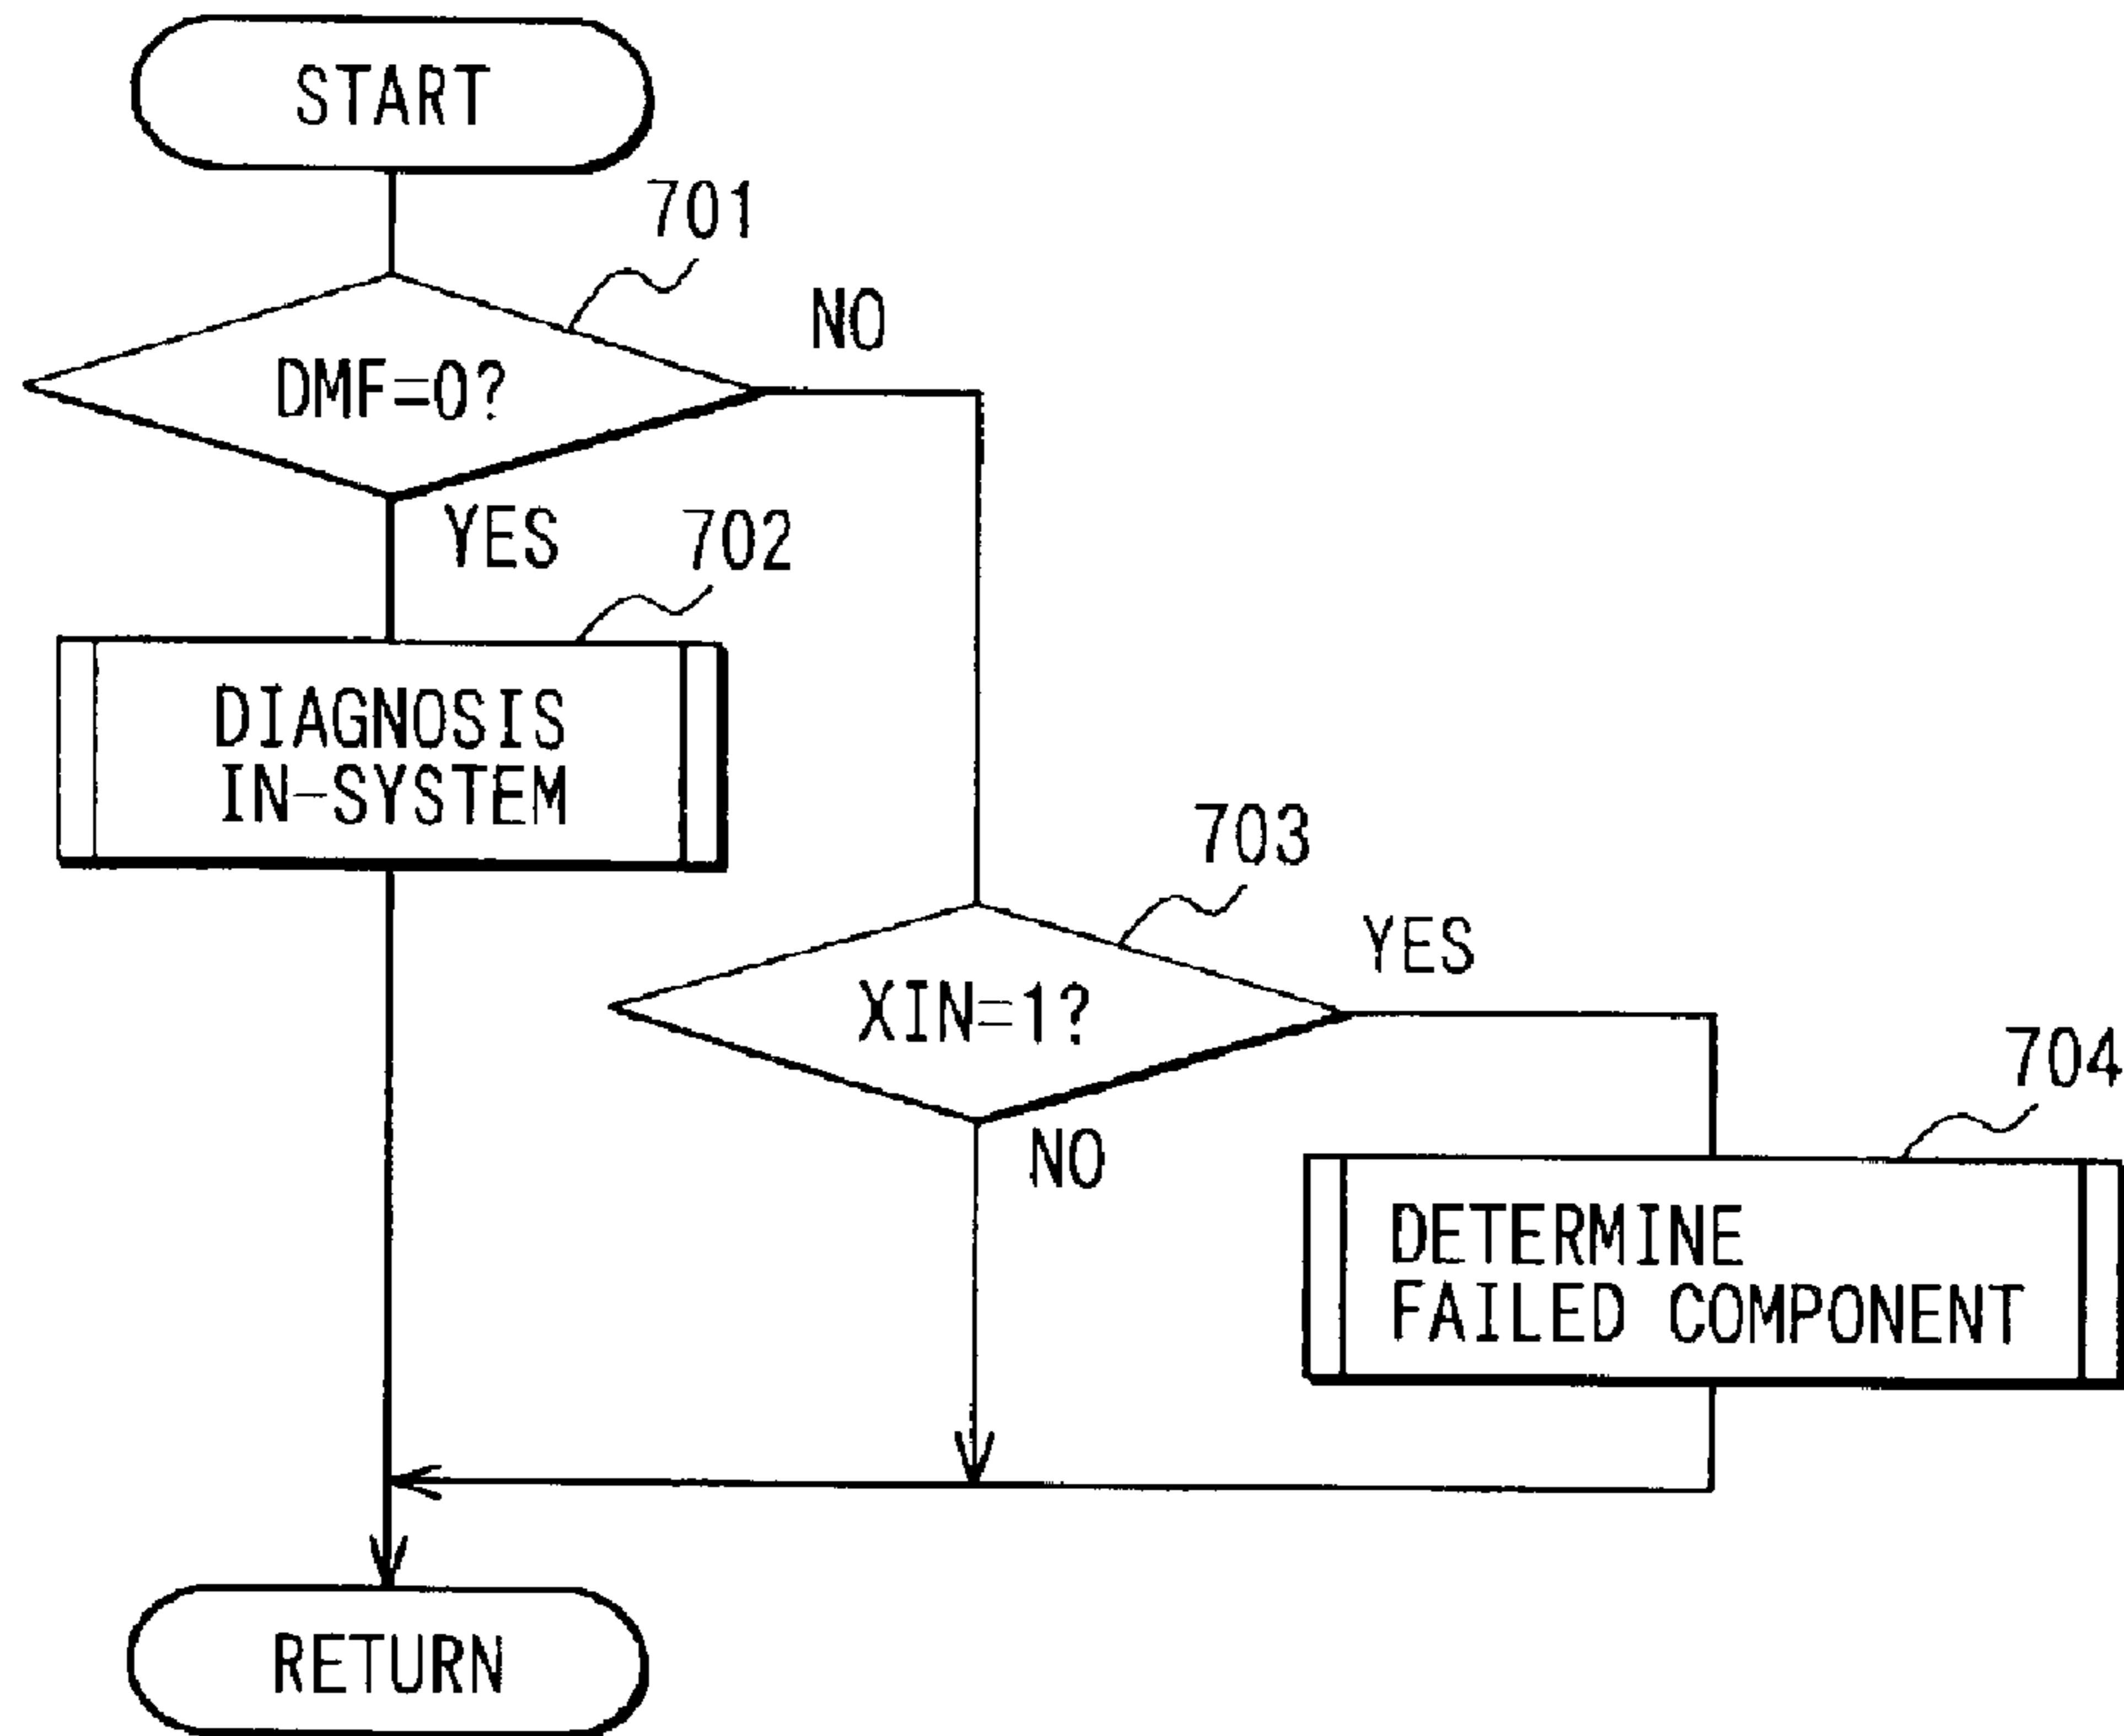 START
701
NO
DMF=0?
YES
702
DIAGNOSIS
IN-SYSTEM
703
YES
XIN=1?
NO
704
DETERMINE
FAILED COMPONENT
RETURN